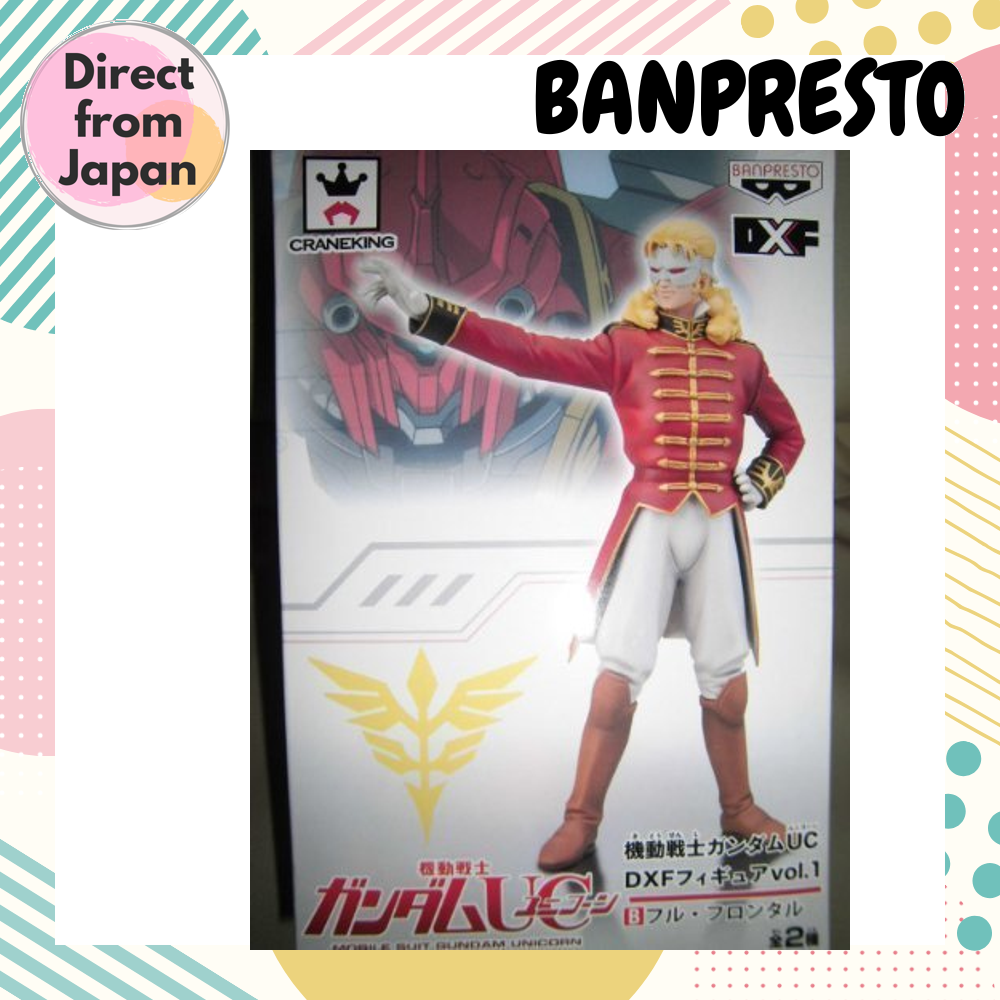 Direct
from
Japan
BANPRESTO
CRANEKING
BANPRESTO
DXF
機動戦士ガンダムUC
DXFフィギュアvol.1
B フル・フロンタル
全2種
機動戦士
ガンダムUC
ユニコーン
MOBILE SUIT GUNDAM UNICORN